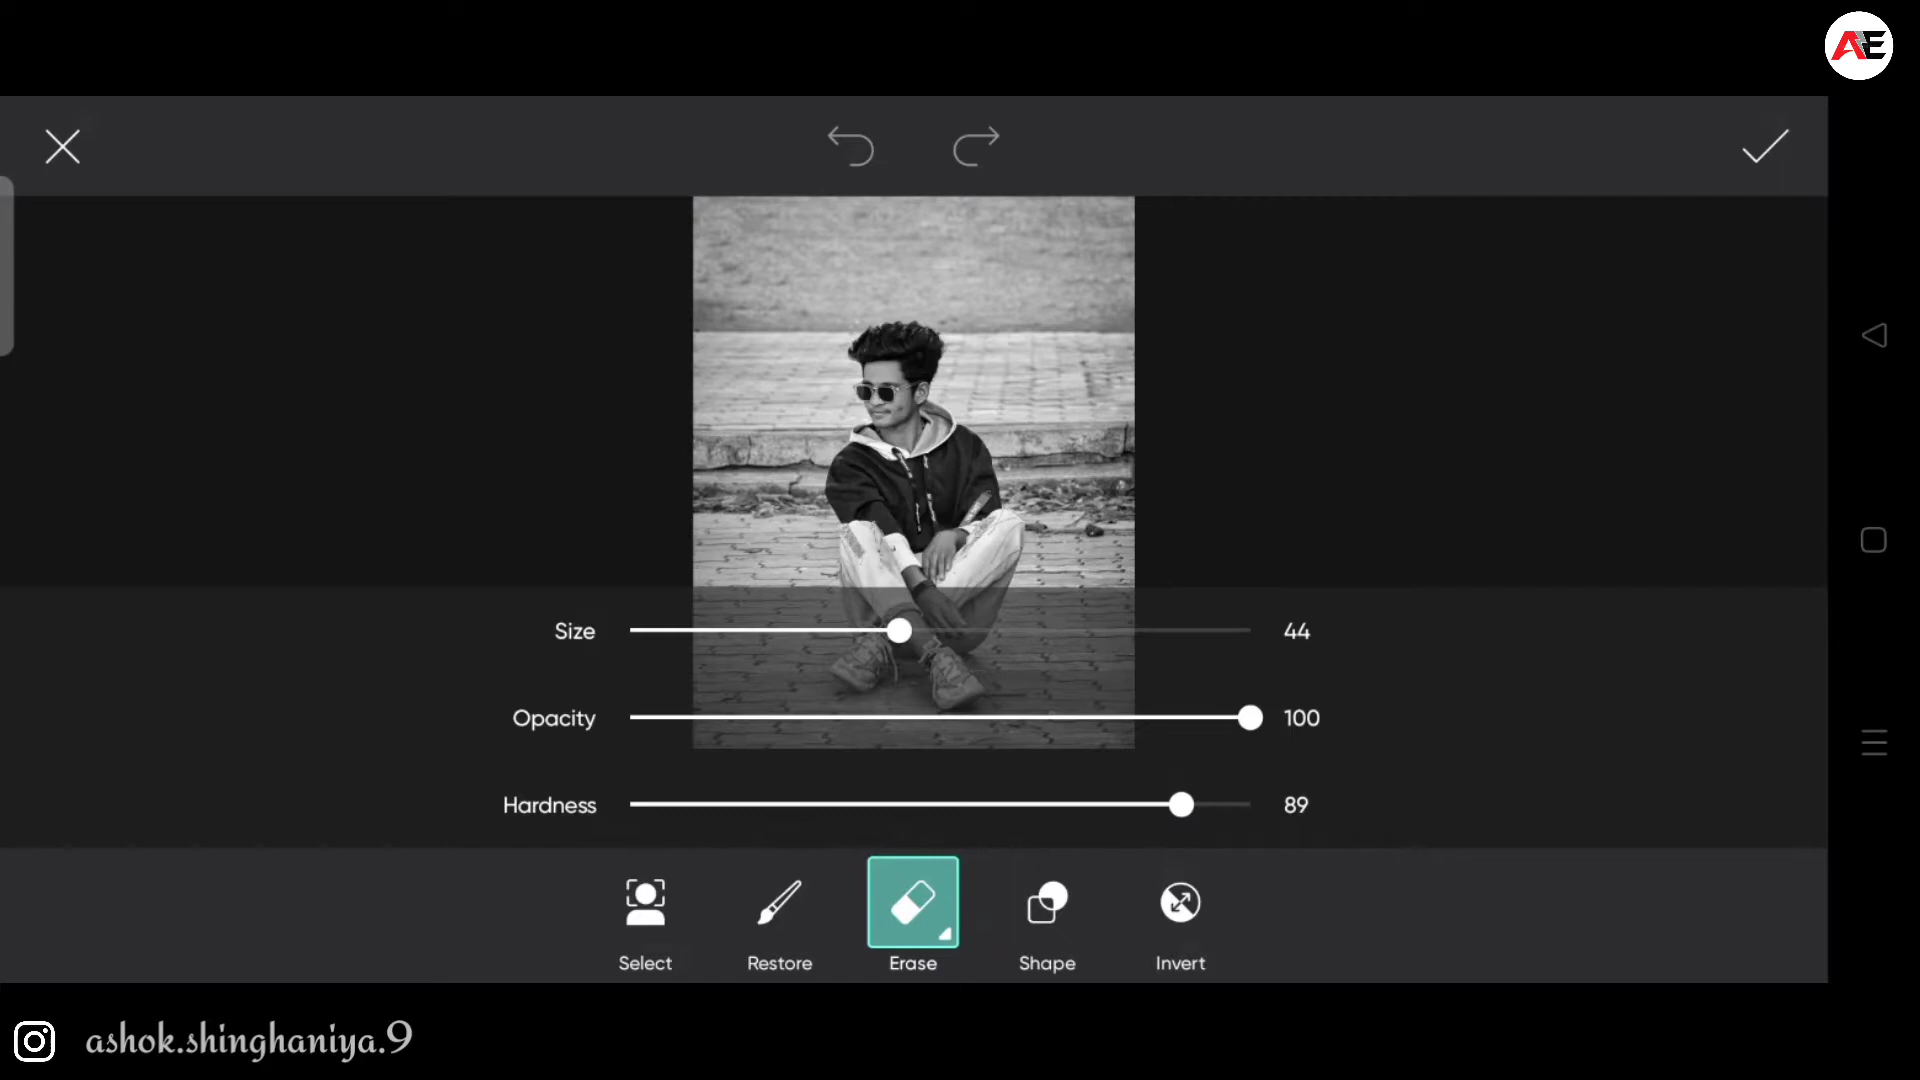 AE
Size 44
Opacity 100
Hardness 89
Select Restore Erase Shape Invert
ashok.shinghaniya.9